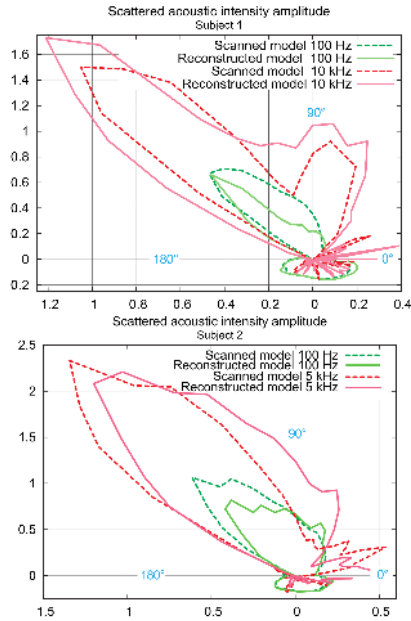 Scattered acoustic intensity amplitude
Subject 1
Scanned model 100 Hz
Reconstructed model 100 Hz
Scanned model 10 kHz
Reconstructed model 10 kHz
1.6
1.4
1.2
1
0.8
0.6
0.4
0.2
0
0.2
90°
180°
0°
1.2 1 0.8 0.6 0.4 0.2 0 0.2 0.4
Scattered acoustic intensity amplitude
Subject 2
Scanned model 100 Hz
Reconstructed model 100 Hz
Scanned model 5 kHz
Reconstructed model 5 kHz
2.5
2
1.5
1
0.5
0
0.5
90°
180°
0°
1.5 1 0.5 0 0.5